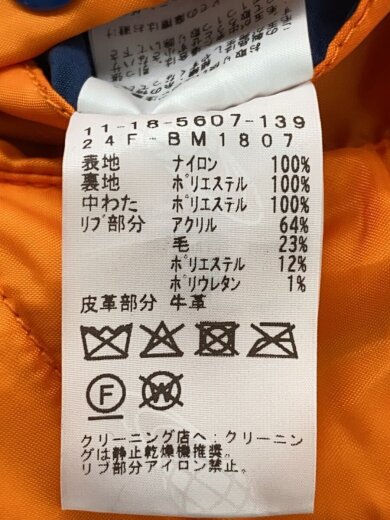 11-18-5607-139
24F-BM1807
表地 ナイロン 100%
裏地 ポリエステル 100%
中わた ポリエステル 100%
リブ部分 アクリル 64%
毛 23%
ポリエステル 12%
ポリウレタン 1%
皮革部分 牛革
F W
クリーニング店へ:クリーニン
グは静止乾燥機推奨。
リブ部分アイロン禁止。